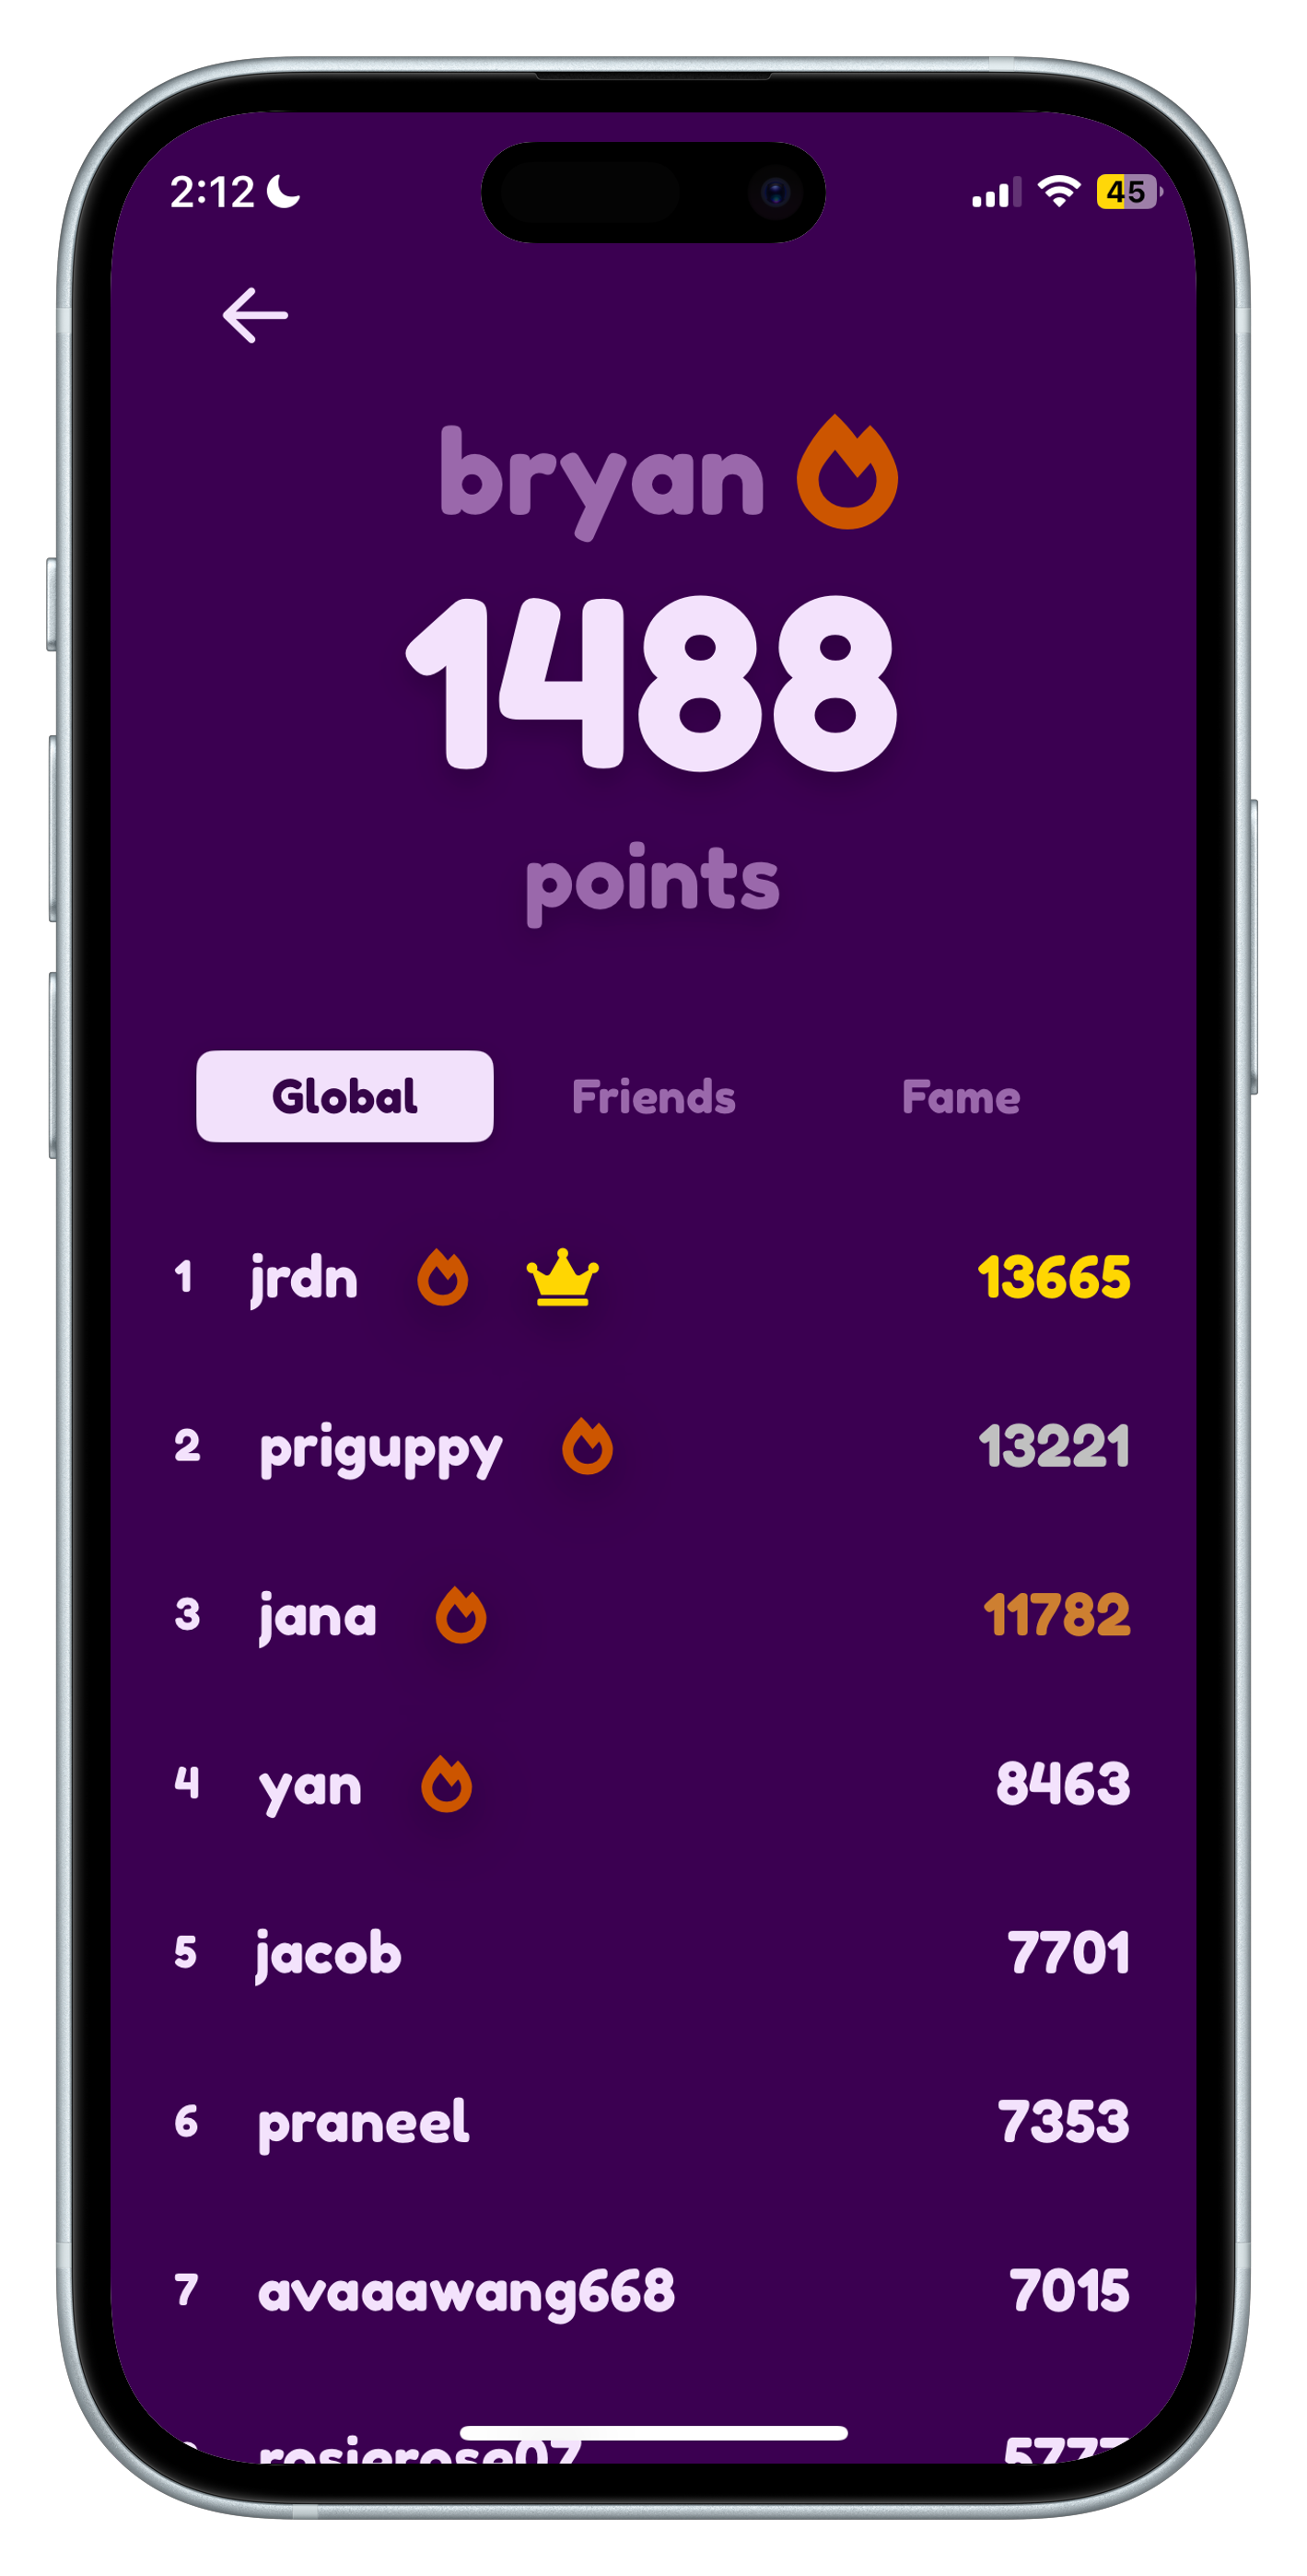 2:12 45
bryan
1488
points
Global Friends Fame
1 jrdn 13665
2 priguppy 13221
3 jana 11782
4 yan 8463
5 jacob 7701
6 praneel 7353
7 avaaawang668 7015
rosierose07